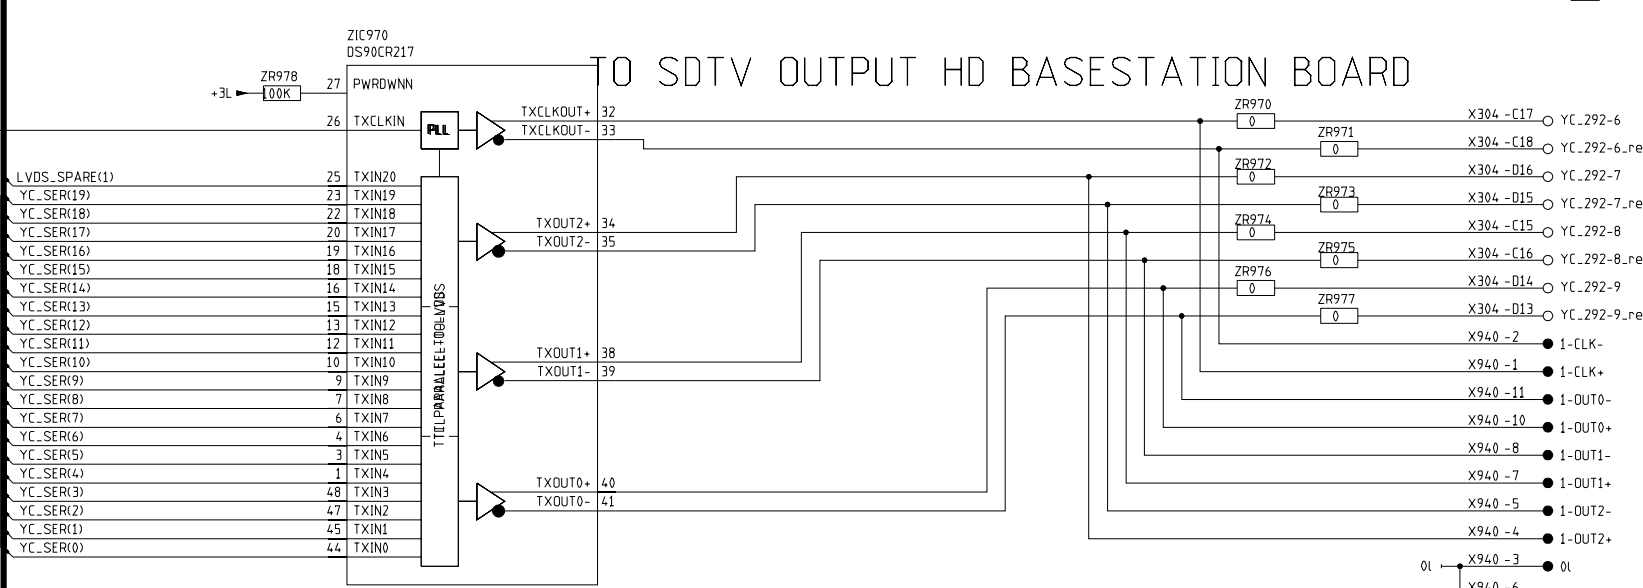 ZIC970
DS90CR217
TO SDTV OUTPUT HD BASESTATION BOARD
ZR978
+3L 100K 27 PWRDWNN
26 TXCLKIN PLL
TXCLKOUT+ 32 ZR970 0 X304 -C17 YC_292-6
TXCLKOUT- 33 ZR971 0 X304 -C18 YC_292-6_re
LVDS_SPARE(1) 25 TXIN20 ZR972 0 X304 -D16 YC_292-7
YC_SER(19) 23 TXIN19 ZR973 0 X304 -D15 YC_292-7_re
YC_SER(18) 22 TXIN18
TXOUT2+ 34 ZR974 0 X304 -C15 YC_292-8
YC_SER(17) 20 TXIN17
TXOUT2- 35
YC_SER(16) 19 TXIN16 ZR975 0 X304 -C16 YC_292-8_re
YC_SER(15) 18 TXIN15
YC_SER(14) 16 TXIN14 ZR976 0 X304 -D14 YC_292-9
YC_SER(13) 15 TXIN13 ZR977 0 X304 -D13 YC_292-9_re
YC_SER(12) 13 TXIN12
YC_SER(11) 12 TXIN11 X940 -2 1-CLK-
TXOUT1+ 38
YC_SER(10) 10 TXIN10 X940 -1 1-CLK+
TXOUT1- 39
YC_SER(9) 9 TXIN9
YC_SER(8) 7 TXIN8 X940 -11 1-OUT0-
YC_SER(7) 6 TXIN7 X940 -10 1-OUT0+
YC_SER(6) 4 TXIN6
YC_SER(5) 3 TXIN5 X940 -8 1-OUT1-
YC_SER(4) 1 TXIN4 X940 -7 1-OUT1+
TXOUT0+ 40
YC_SER(3) 48 TXIN3
TXOUT0- 41
YC_SER(2) 47 TXIN2 X940 -5 1-OUT2-
YC_SER(1) 45 TXIN1 X940 -4 1-OUT2+
YC_SER(0) 44 TXIN0
0l X940 -3 0l
X940 -6